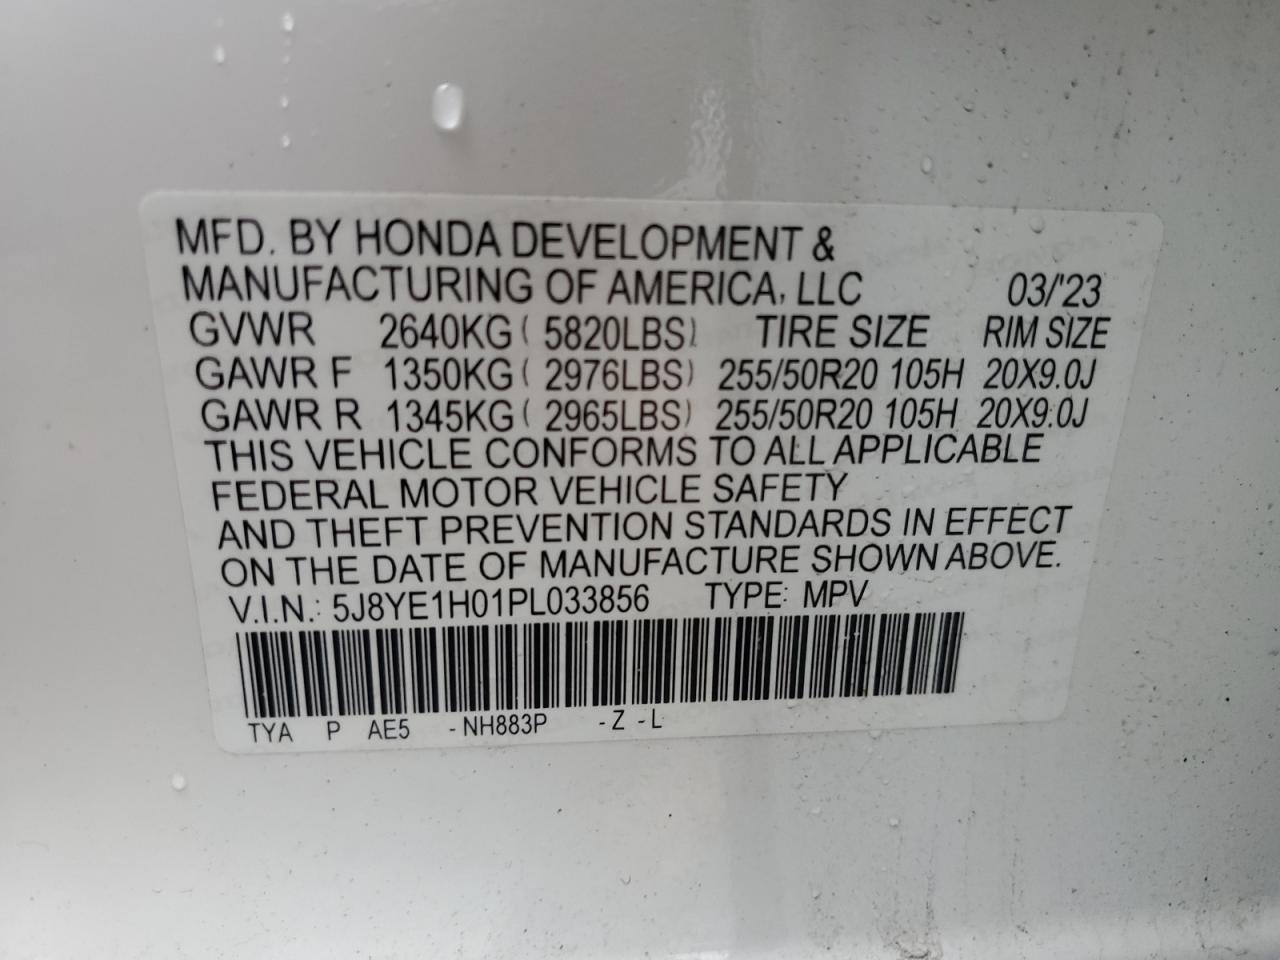 MFD. BY HONDA DEVELOPMENT &
MANUFACTURING OF AMERICA, LLC 03/'23
GVWR 2640KG ( 5820LBS) TIRE SIZE RIM SIZE
GAWR F 1350KG ( 2976LBS) 255/50R20 105H 20X9.0J
GAWR R 1345KG ( 2965LBS) 255/50R20 105H 20X9.0J
THIS VEHICLE CONFORMS TO ALL APPLICABLE
FEDERAL MOTOR VEHICLE SAFETY
AND THEFT PREVENTION STANDARDS IN EFFECT
ON THE DATE OF MANUFACTURE SHOWN ABOVE.
V.I.N.: 5J8YE1H01PL033856 TYPE: MPV
TYA P AE5 - NH883P - Z - L